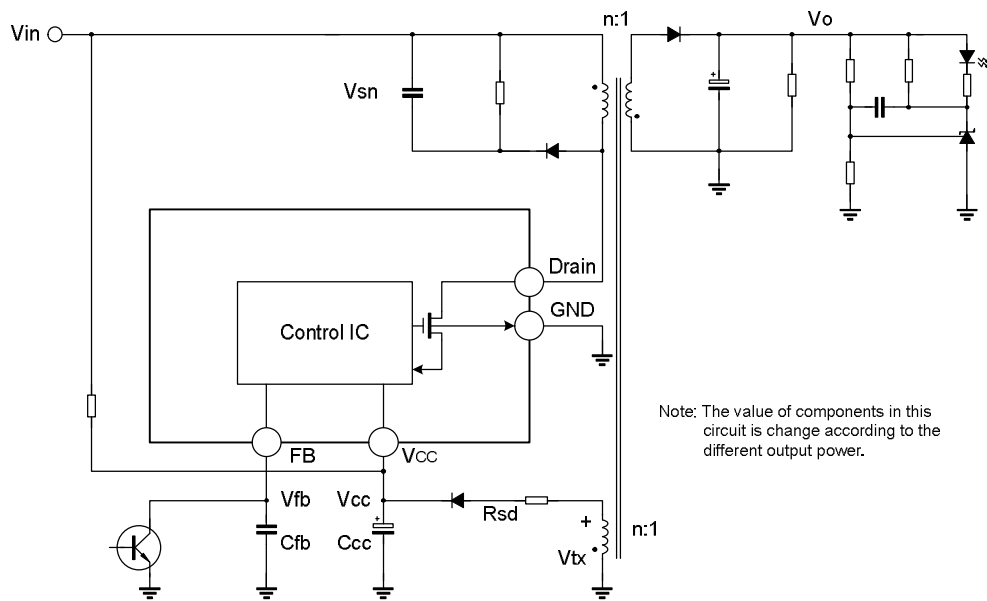 n:1
Vo
Vin
Vsn
Drain
GND
Control IC
Note: The value of components in this
circuit is change according to the
different output power.
FB
VCC
Vfb
Vcc
Rsd
+
n:1
Cfb
Ccc
Vtx
+
+